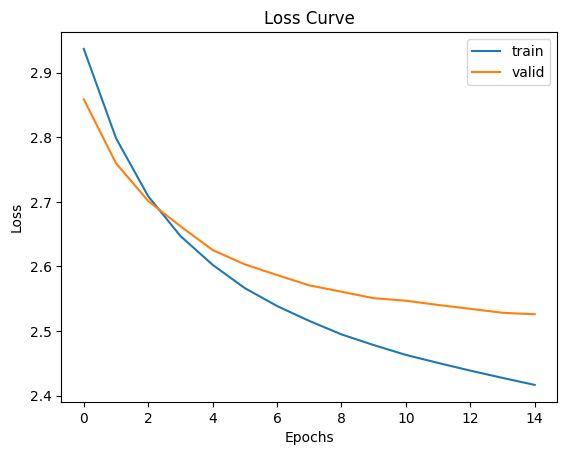 Loss Curve
train
valid
2.9
2.8
2.7
2.6
2.5
2.4
Loss
0 2 4 6 8 10 12 14
Epochs